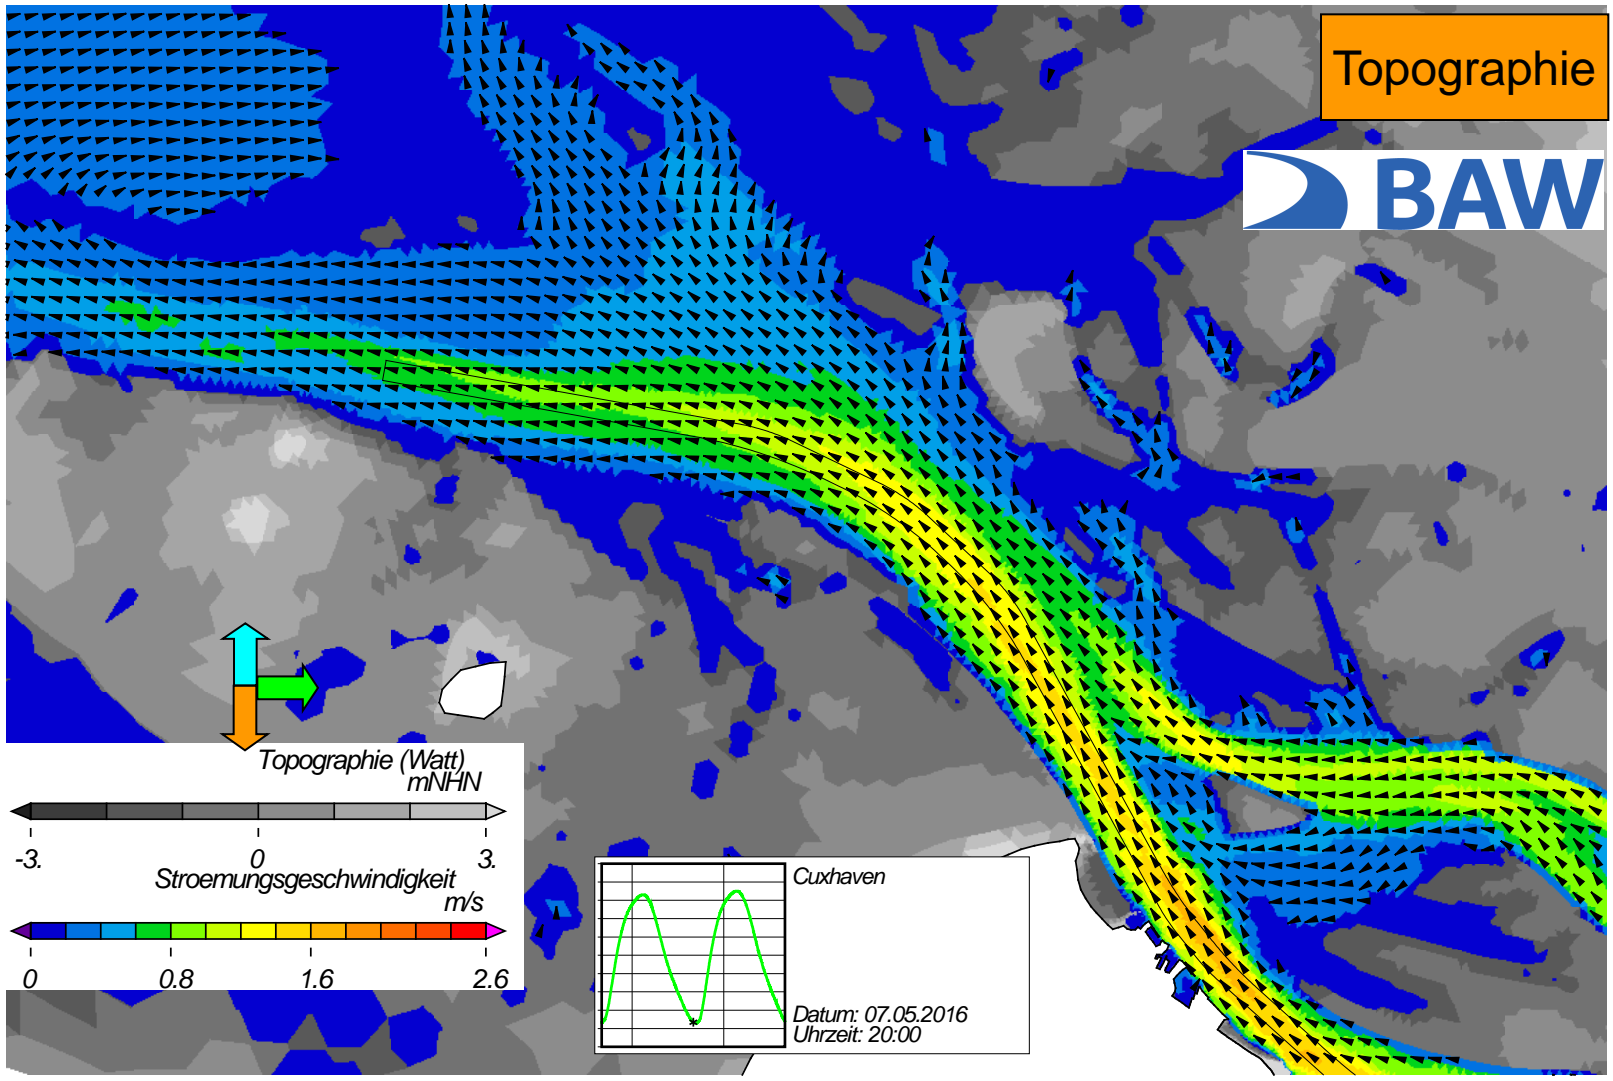 Topographie
BAW
Topographie (Watt)
mNHN
-3. 0 3.
Stroemungsgeschwindigkeit
m/s
0 0.8 1.6 2.6
Cuxhaven
Datum: 07.05.2016
Uhrzeit: 20:00